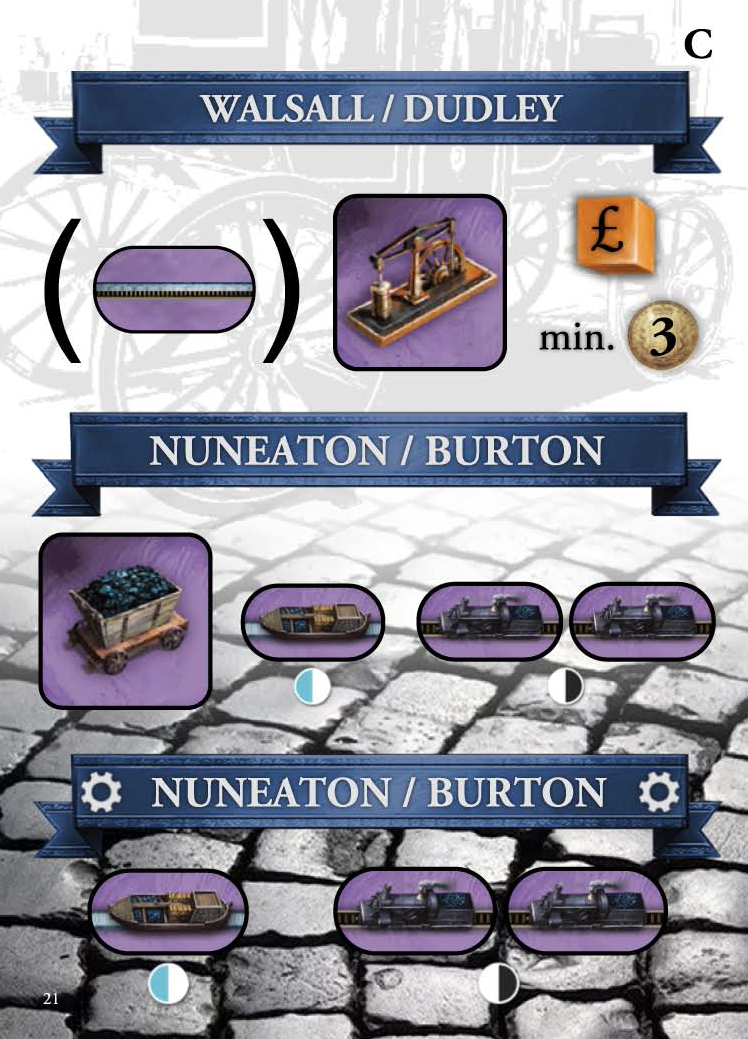 C
WALSALL / DUDLEY
( ) £
min. 3
NUNEATON / BURTON
NUNEATON / BURTON
21